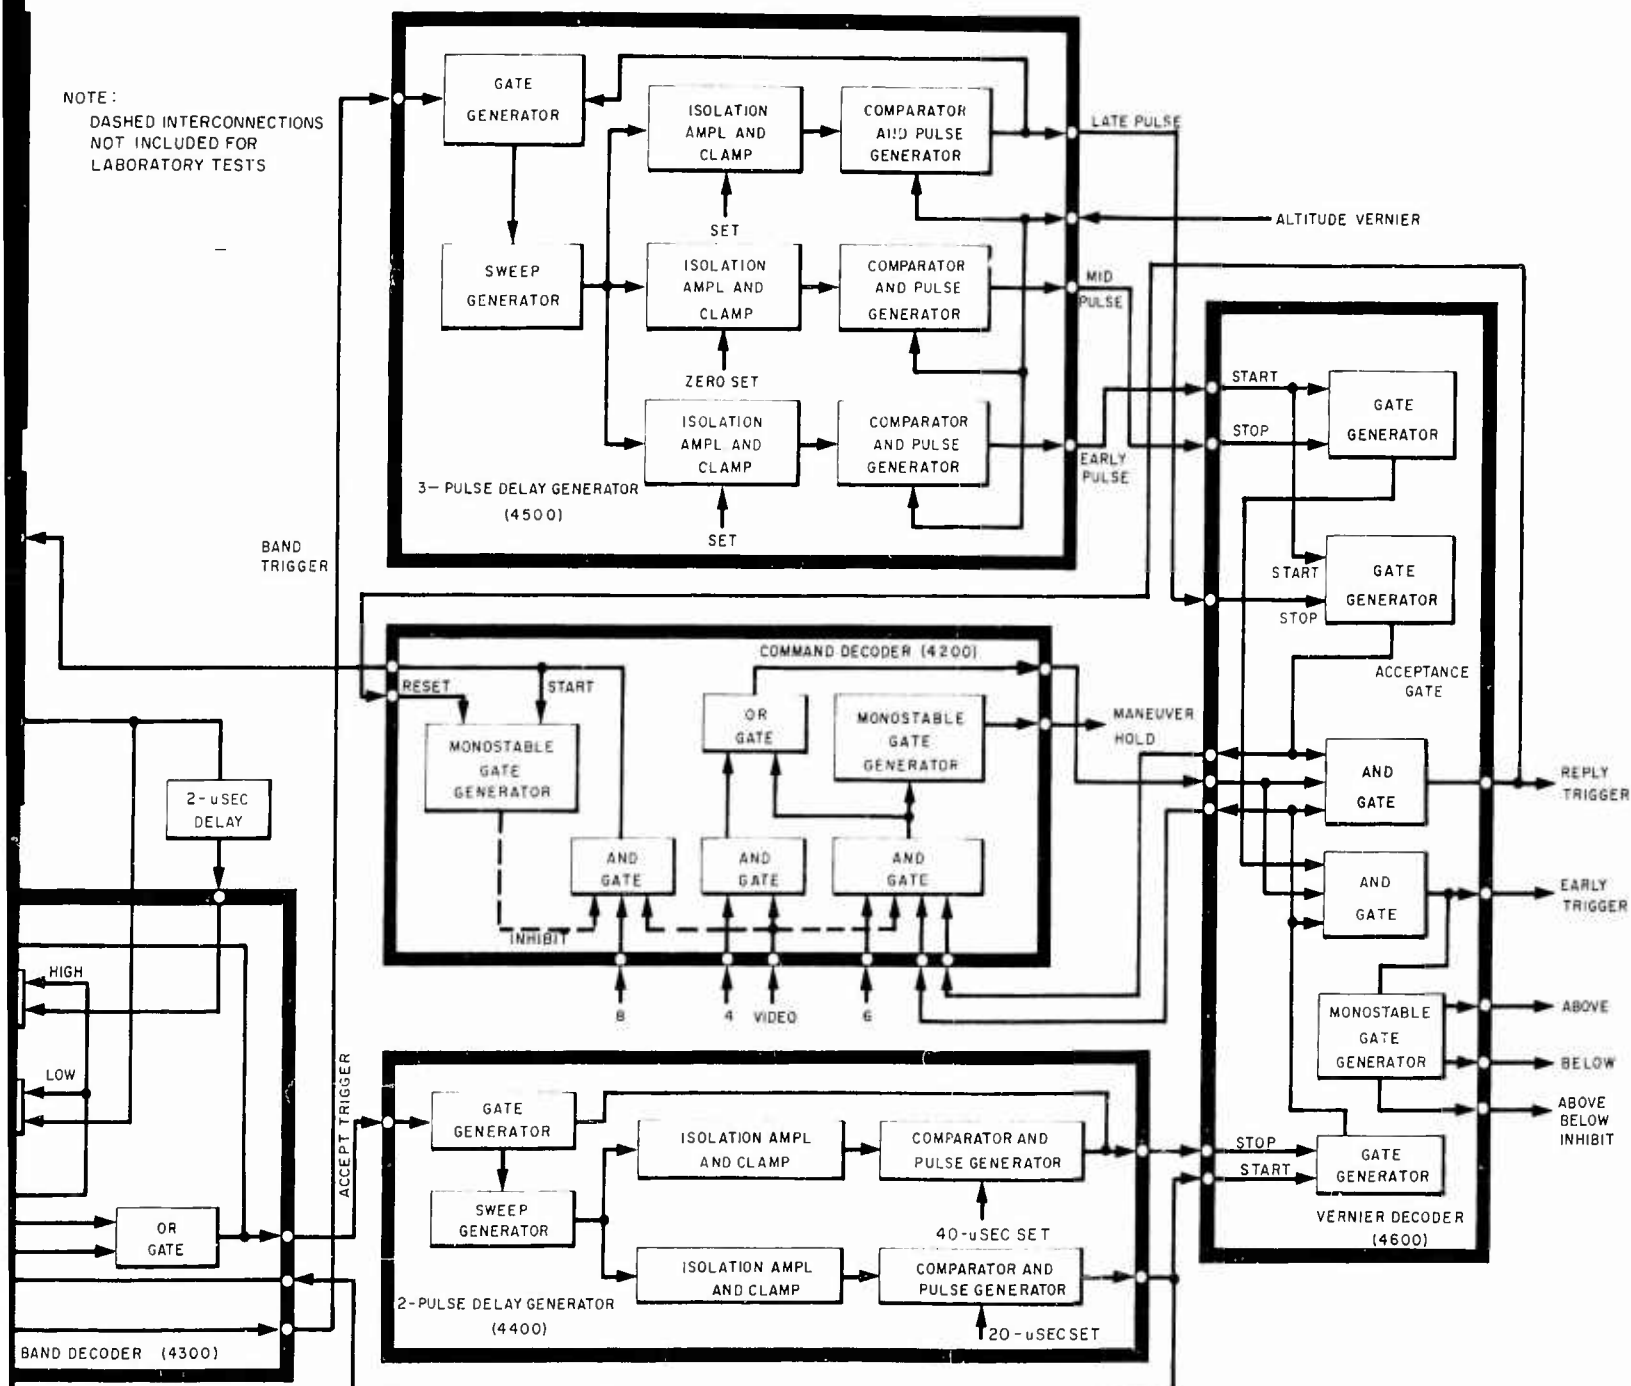 NOTE:
DASHED INTERCONNECTIONS
NOT INCLUDED FOR
LABORATORY TESTS
GATE
GENERATOR
ISOLATION
AMPL AND
CLAMP
COMPARATOR
AND PULSE
GENERATOR
LATE PULSE
SET
ALTITUDE VERNIER
SWEEP
GENERATOR
ISOLATION
AMPL AND
CLAMP
COMPARATOR
AND PULSE
GENERATOR
MID
PULSE
ZERO SET
ISOLATION
AMPL AND
CLAMP
COMPARATOR
AND PULSE
GENERATOR
EARLY
PULSE
3-PULSE DELAY GENERATOR
(4500)
SET
BAND
TRIGGER
START
STOP
GATE
GENERATOR
START
STOP
GATE
GENERATOR
ACCEPTANCE
GATE
COMMAND DECODER (4200)
RESET
START
MONOSTABLE
GATE
GENERATOR
OR
GATE
MONOSTABLE
GATE
GENERATOR
MANEUVER
HOLD
AND
GATE
AND
GATE
AND
GATE
INHIBIT
8
4
VIDEO
6
AND
GATE
REPLY
TRIGGER
AND
GATE
EARLY
TRIGGER
MONOSTABLE
GATE
GENERATOR
ABOVE
BELOW
ABOVE
BELOW
INHIBIT
STOP
START
GATE
GENERATOR
VERNIER DECODER
(4600)
2-uSEC
DELAY
HIGH
LOW
ACCEPT TRIGGER
OR
GATE
BAND DECODER (4300)
GATE
GENERATOR
ISOLATION AMPL
AND CLAMP
COMPARATOR AND
PULSE GENERATOR
SWEEP
GENERATOR
40-uSEC SET
ISOLATION AMPL
AND CLAMP
COMPARATOR AND
PULSE GENERATOR
2-PULSE DELAY GENERATOR
(4400)
20-uSEC SET